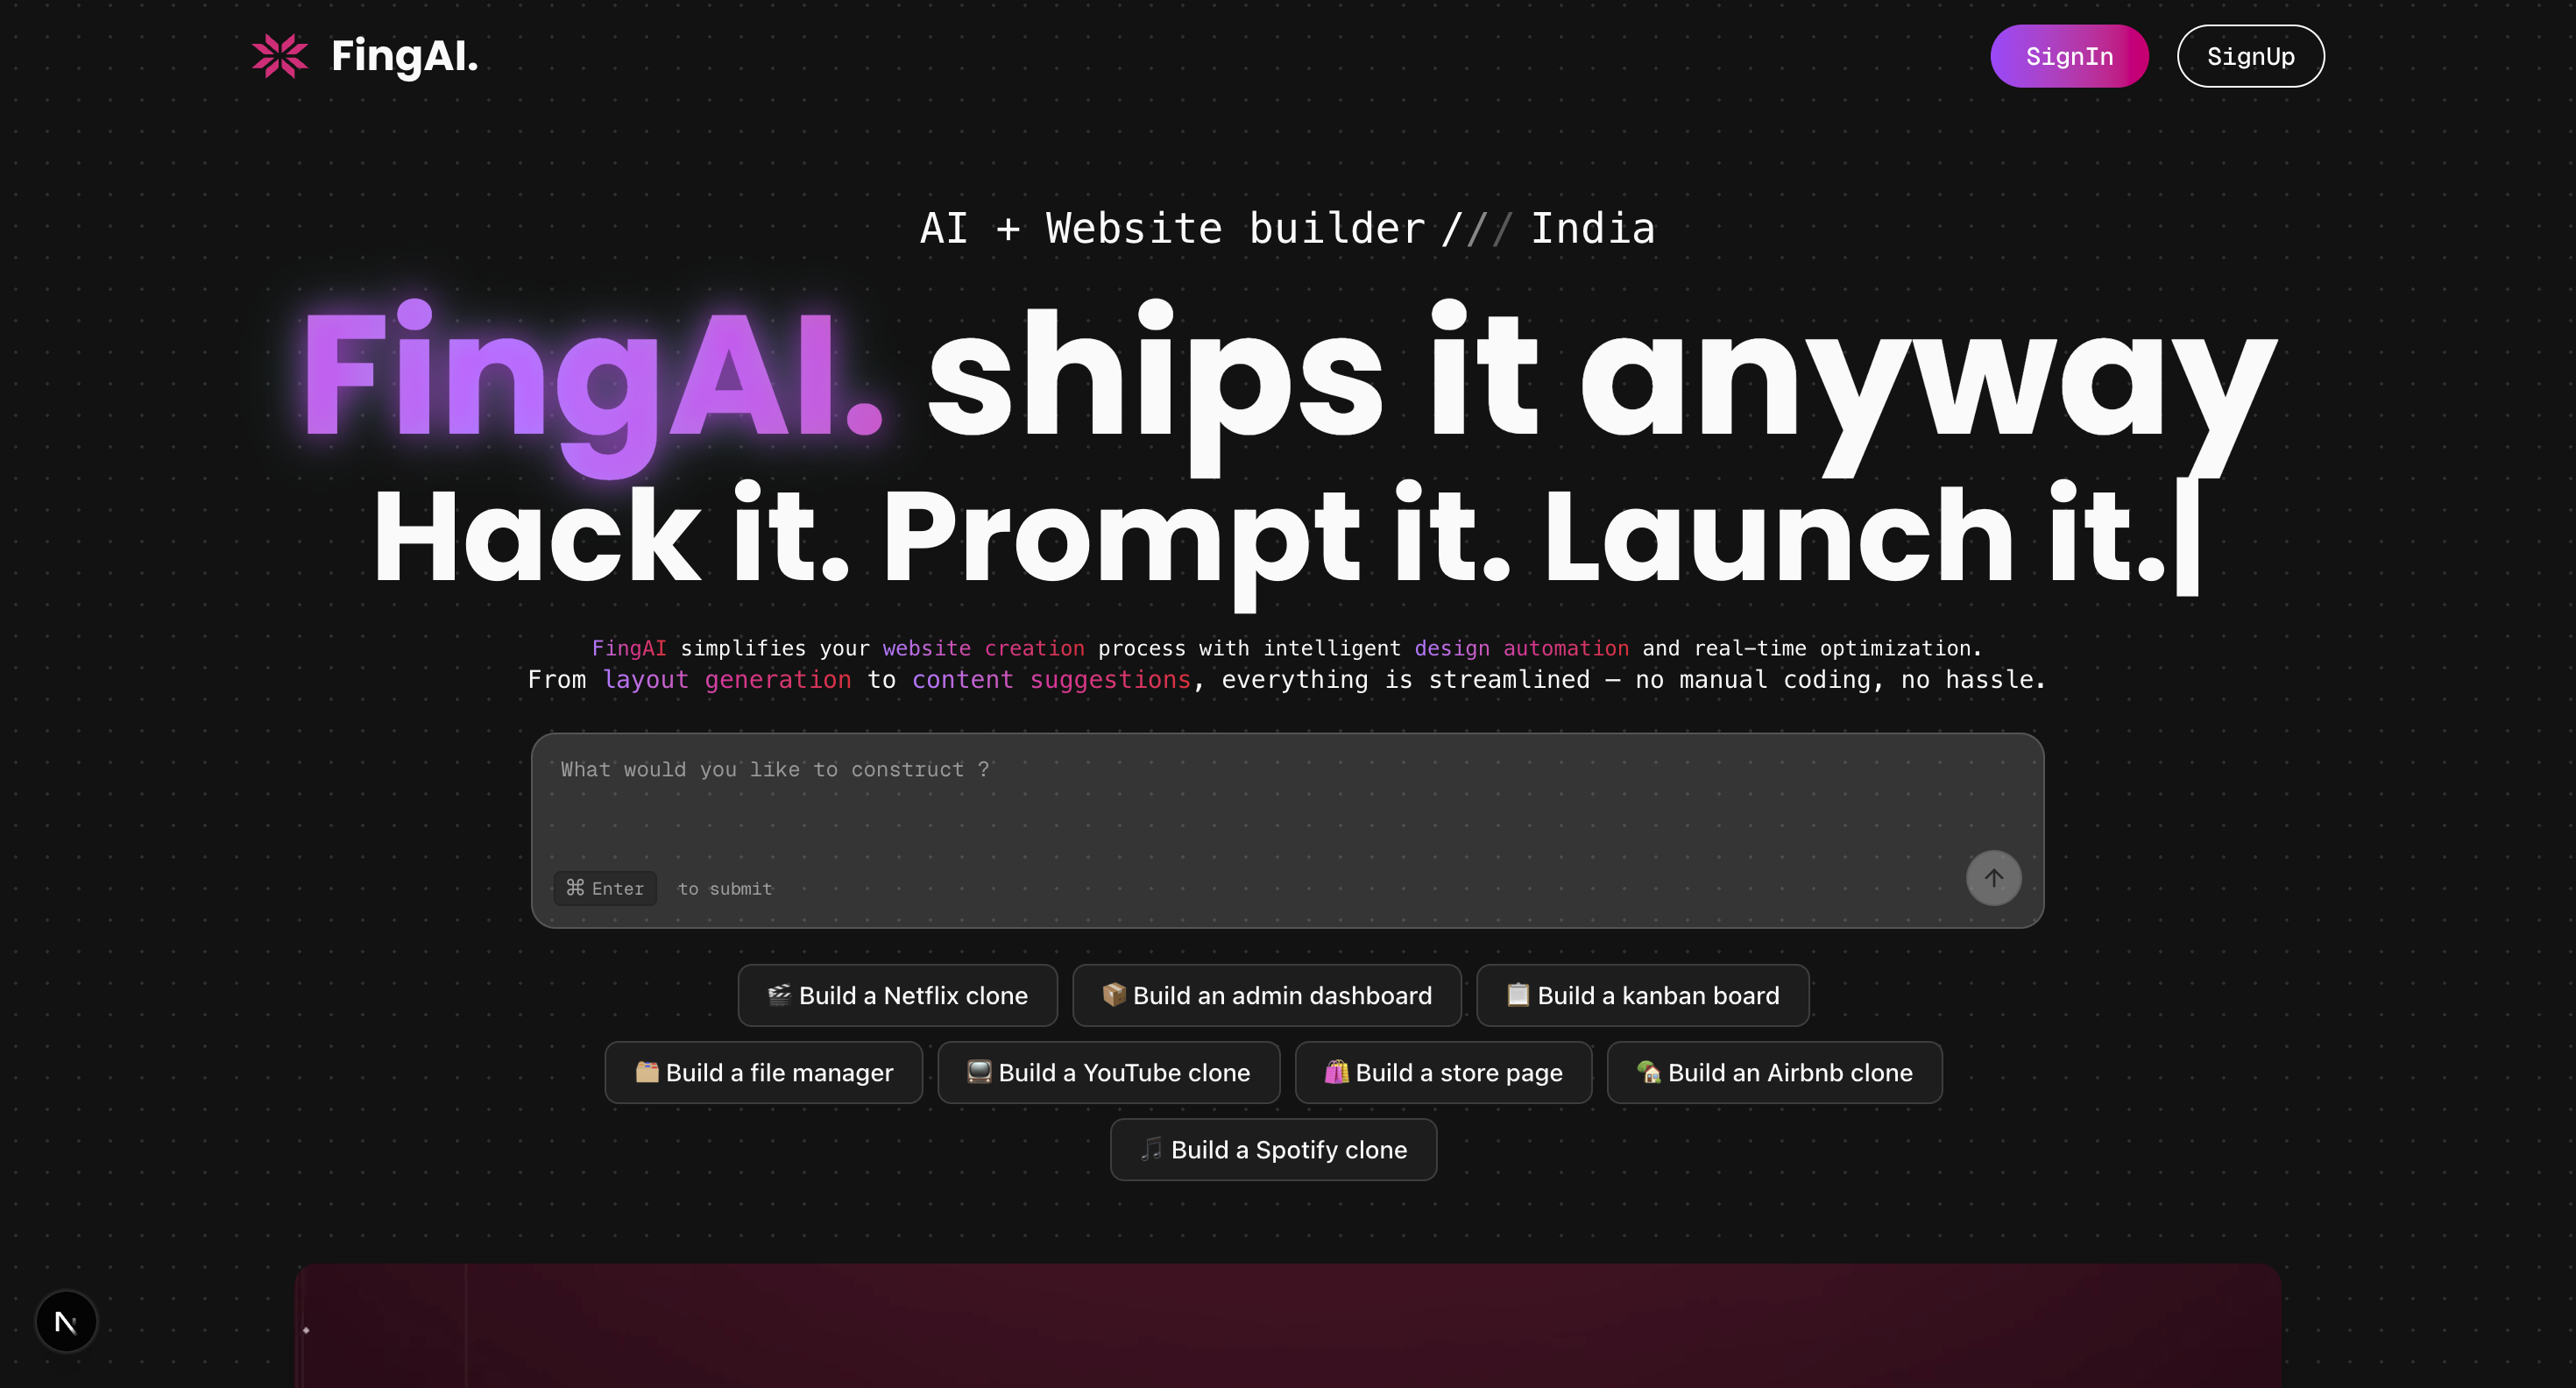 FingAI.
SignIn
SignUp
AI + Website builder /// India
FingAI. ships it anyway
Hack it. Prompt it. Launch it.|
FingAI simplifies your website creation process with intelligent design automation and real-time optimization.
From layout generation to content suggestions, everything is streamlined — no manual coding, no hassle.
What would you like to construct ?
⌘ Enter to submit
🎬 Build a Netflix clone
📦 Build an admin dashboard
📋 Build a kanban board
🗂️ Build a file manager
📺 Build a YouTube clone
🛍️ Build a store page
🏡 Build an Airbnb clone
🎵 Build a Spotify clone
N